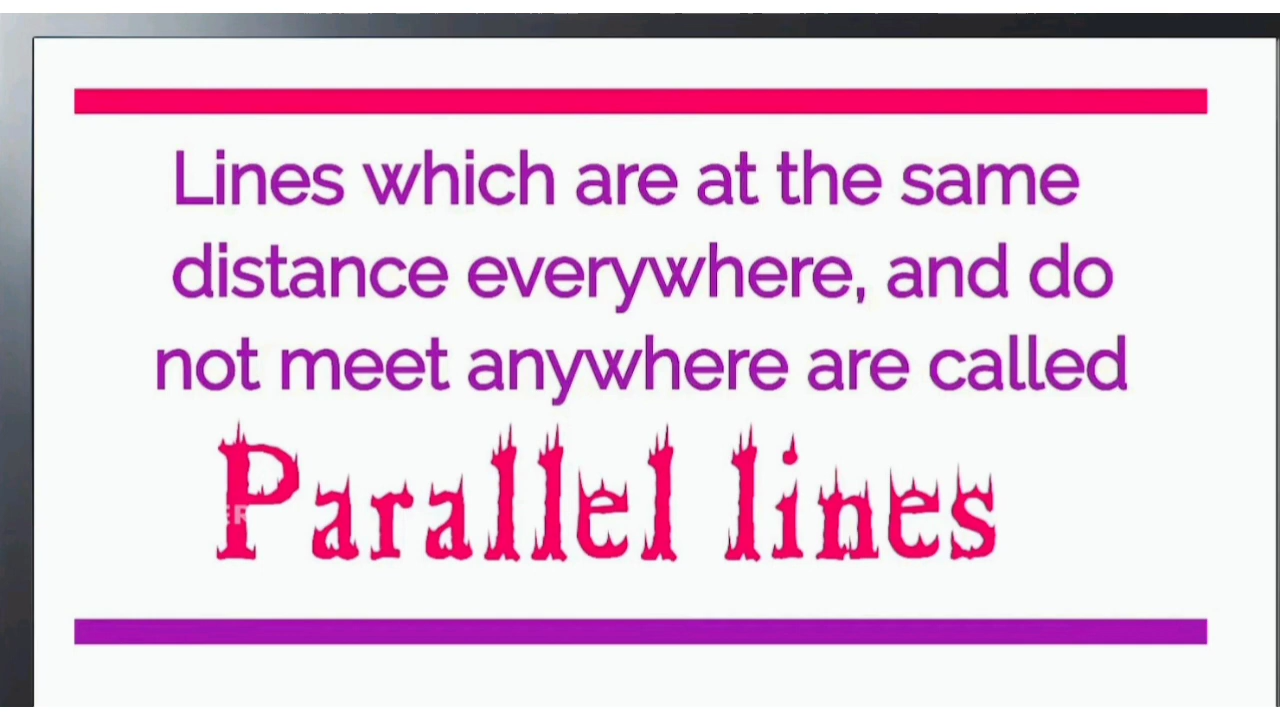 Lines which are at the same
distance everywhere, and do
not meet anywhere are called
Parallel lines